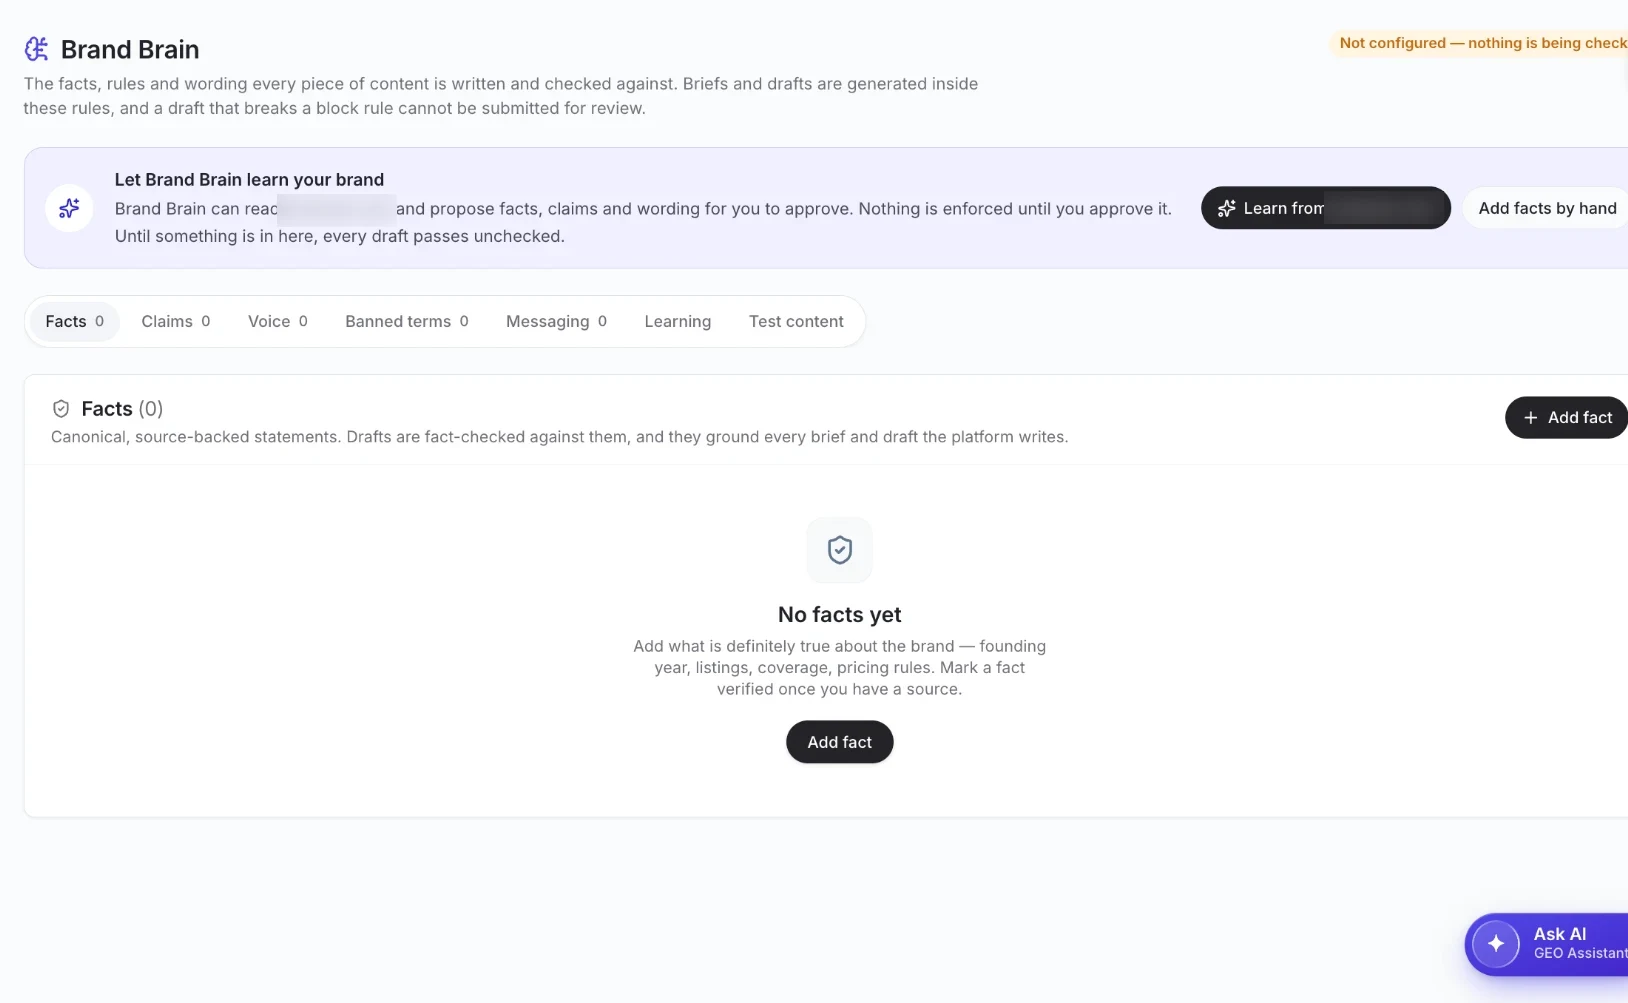 Brand Brain
Not configured — nothing is being check
The facts, rules and wording every piece of content is written and checked against. Briefs and drafts are generated inside
these rules, and a draft that breaks a block rule cannot be submitted for review.
Let Brand Brain learn your brand
Brand Brain can read and propose facts, claims and wording for you to approve. Nothing is enforced until you approve it.
Until something is in here, every draft passes unchecked.
Learn from
Add facts by hand
Facts 0 Claims 0 Voice 0 Banned terms 0 Messaging 0 Learning Test content
Facts (0)
Canonical, source-backed statements. Drafts are fact-checked against them, and they ground every brief and draft the platform writes.
+ Add fact
No facts yet
Add what is definitely true about the brand — founding
year, listings, coverage, pricing rules. Mark a fact
verified once you have a source.
Add fact
Ask AI
GEO Assistant